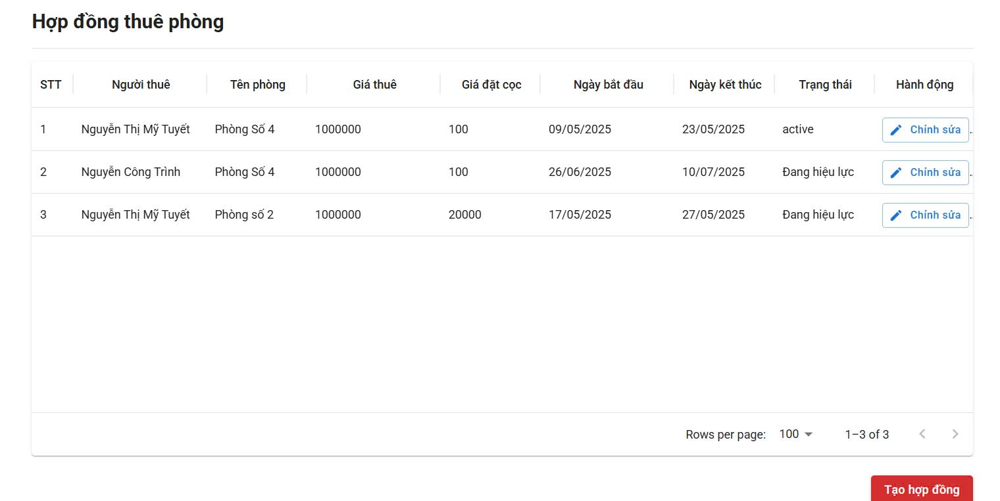 Hợp đồng thuê phòng
STT Người thuê Tên phòng Giá thuê Giá đặt cọc Ngày bắt đầu Ngày kết thúc Trạng thái Hành động
1 Nguyễn Thị Mỹ Tuyết Phòng Số 4 1000000 100 09/05/2025 23/05/2025 active Chỉnh sửa
2 Nguyễn Công Trình Phòng Số 4 1000000 100 26/06/2025 10/07/2025 Đang hiệu lực Chỉnh sửa
3 Nguyễn Thị Mỹ Tuyết Phòng số 2 1000000 20000 17/05/2025 27/05/2025 Đang hiệu lực Chỉnh sửa
Rows per page: 100 1–3 of 3
Tạo hợp đồng